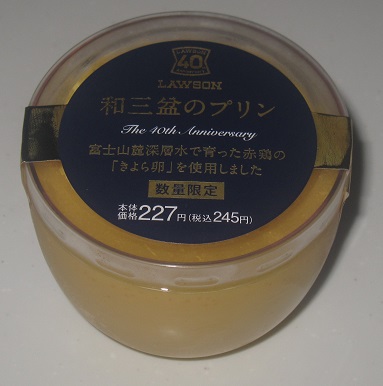 LAWSON
40
LAWSON
和三盆のプリン
The 40th Anniversary
富士山麓深層水で育った赤鶏の
「きよら卵」を使用しました
数量限定
本体価格227円(税込245円)